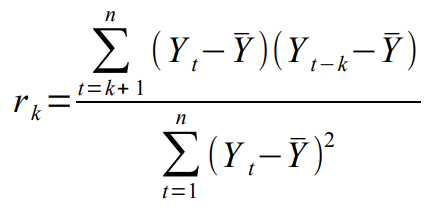 r_k = \frac{\sum_{t=k+1}^{n} (Y_t - \bar{Y})(Y_{t-k} - \bar{Y})}{\sum_{t=1}^{n} (Y_t - \bar{Y})^2}